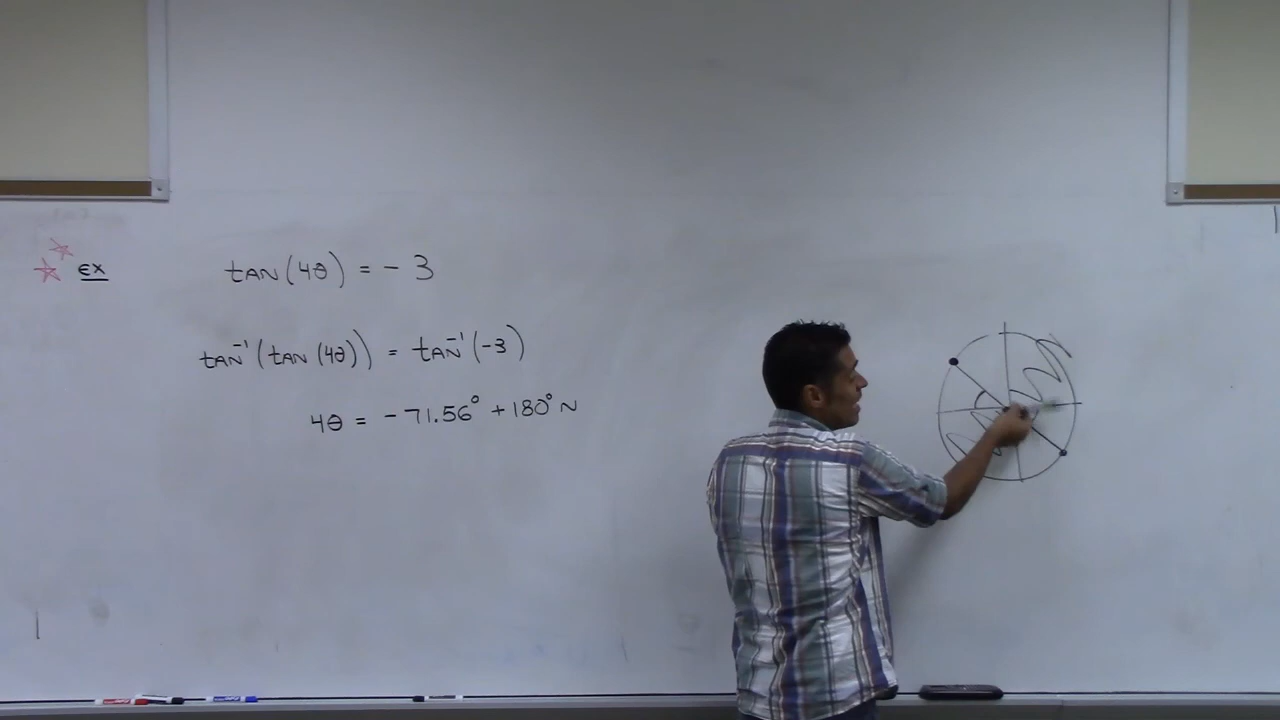 ex tan(4θ) = - 3
tan⁻¹(tan(4θ)) = tan⁻¹(-3)
4θ = -71.56° + 180° N